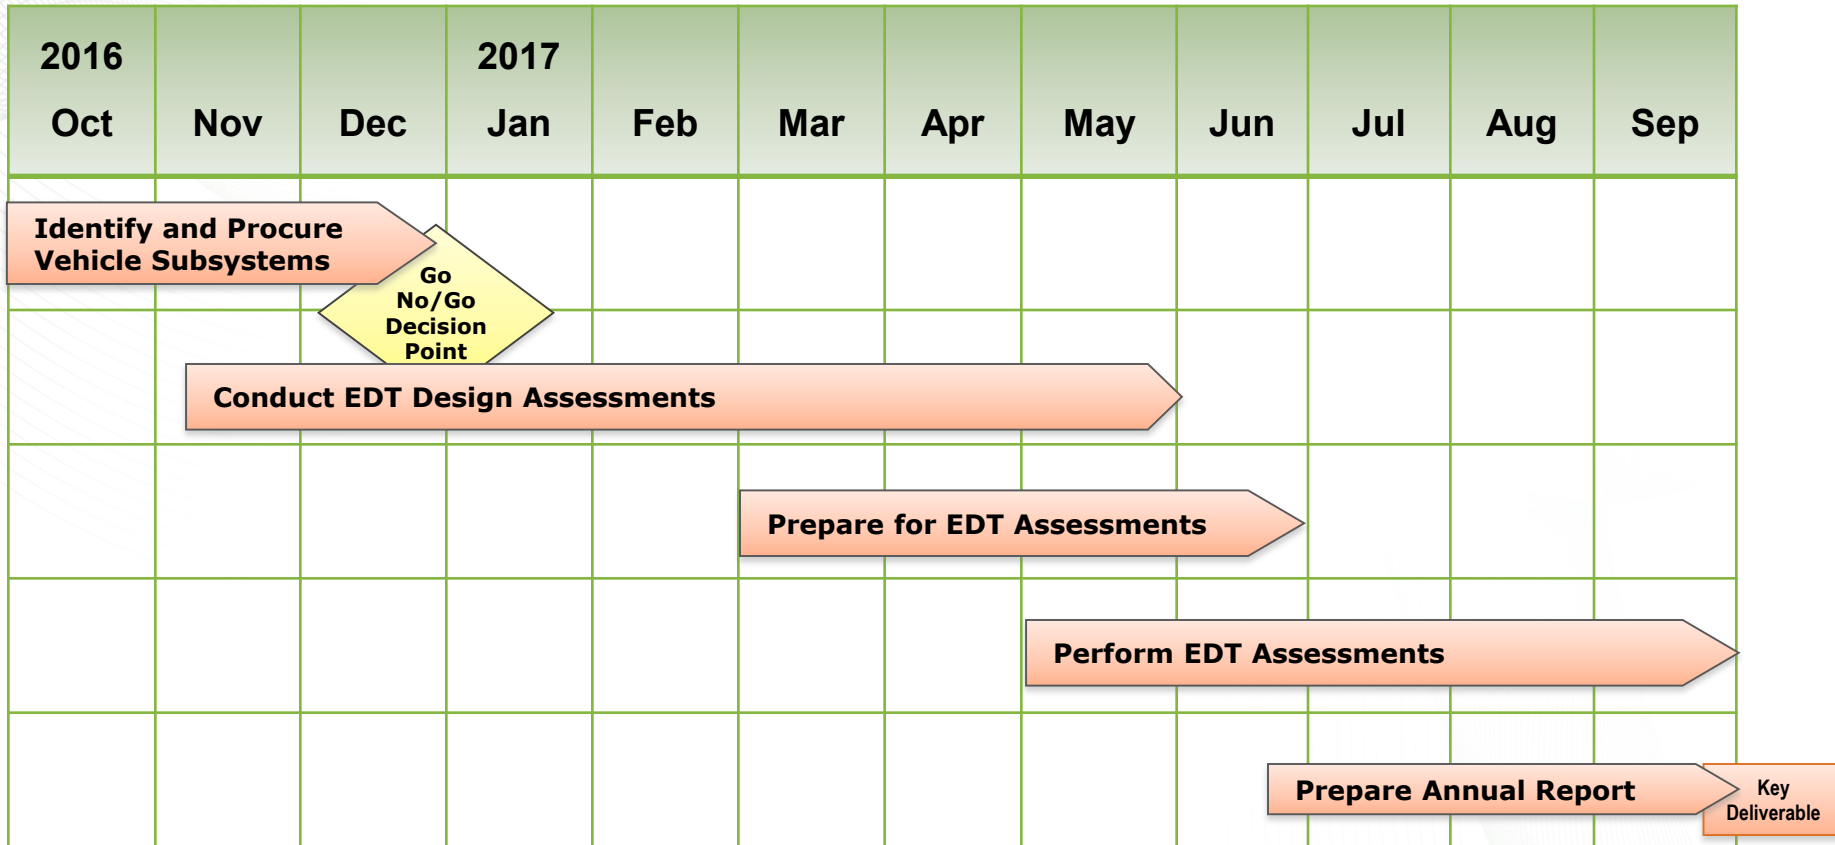 2016
2017
Oct Nov Dec Jan Feb Mar Apr May Jun Jul Aug Sep
Identify and Procure
Vehicle Subsystems
Go
No/Go
Decision
Point
Conduct EDT Design Assessments
Prepare for EDT Assessments
Perform EDT Assessments
Prepare Annual Report
Key
Deliverable